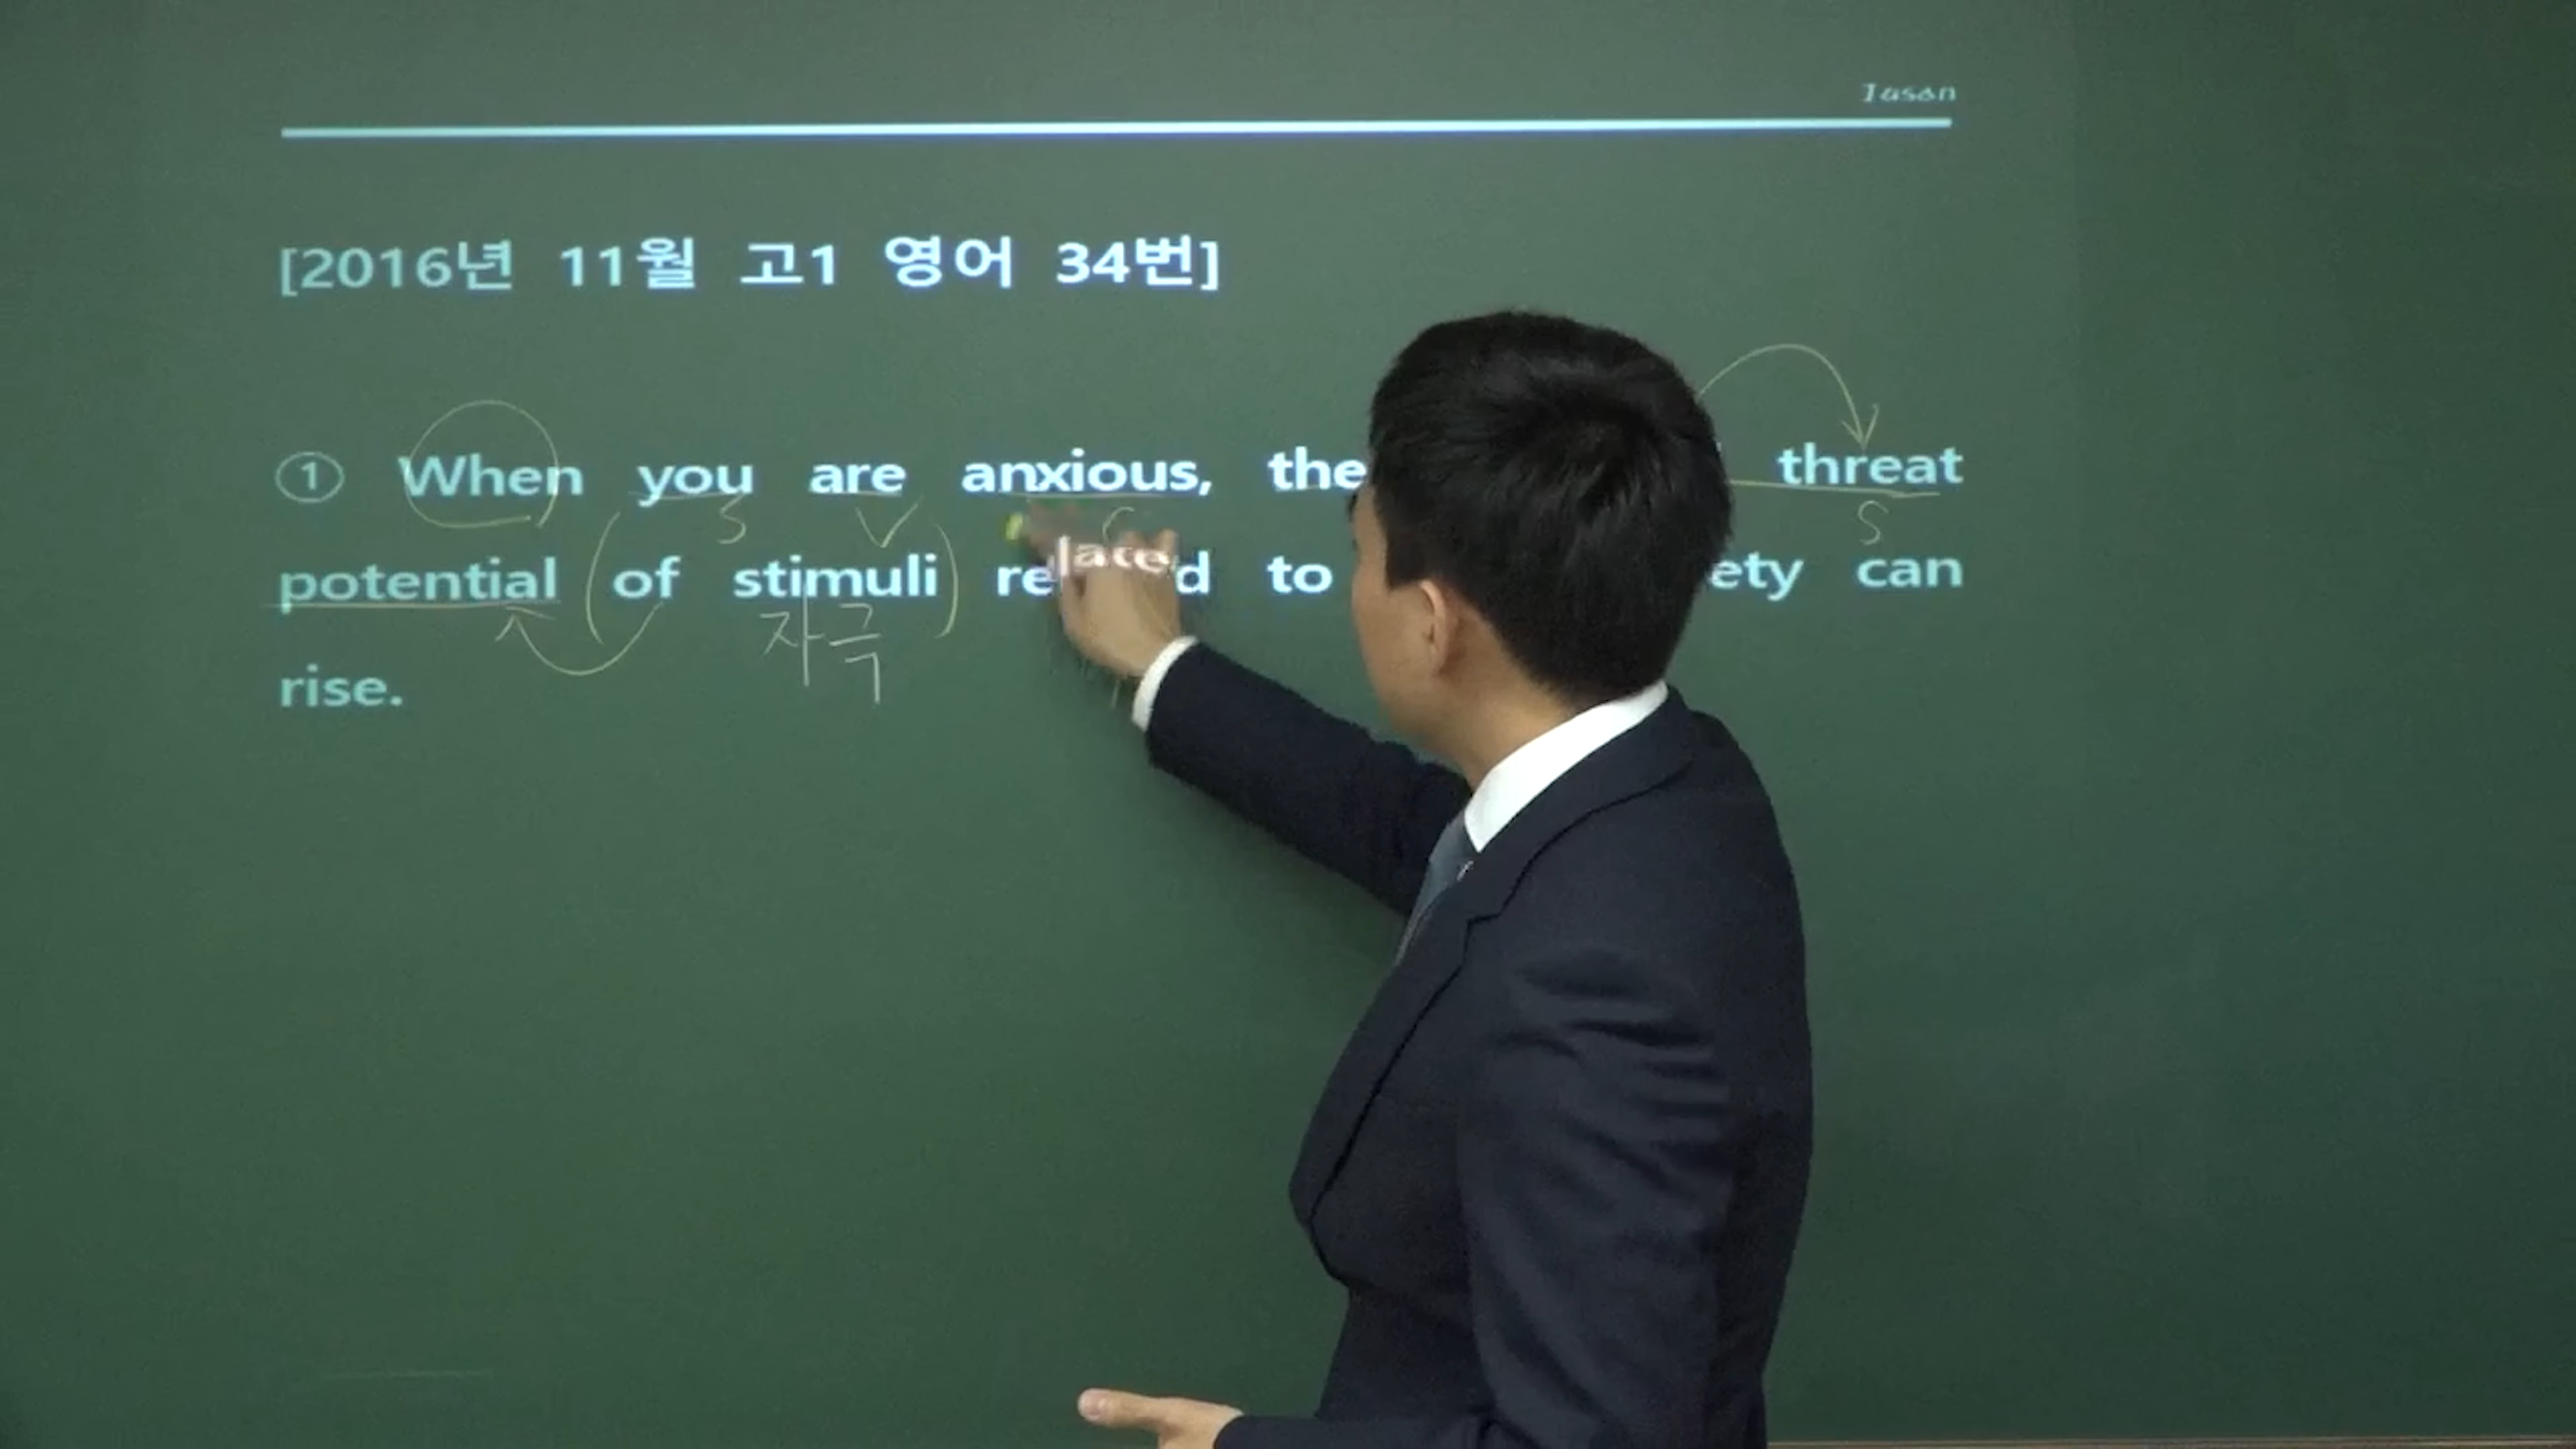 Jasan
[2016년 11월 고1 영어 34번]
① When you are anxious, the threat
S V C S
potential of stimuli related to can
자극
rise.